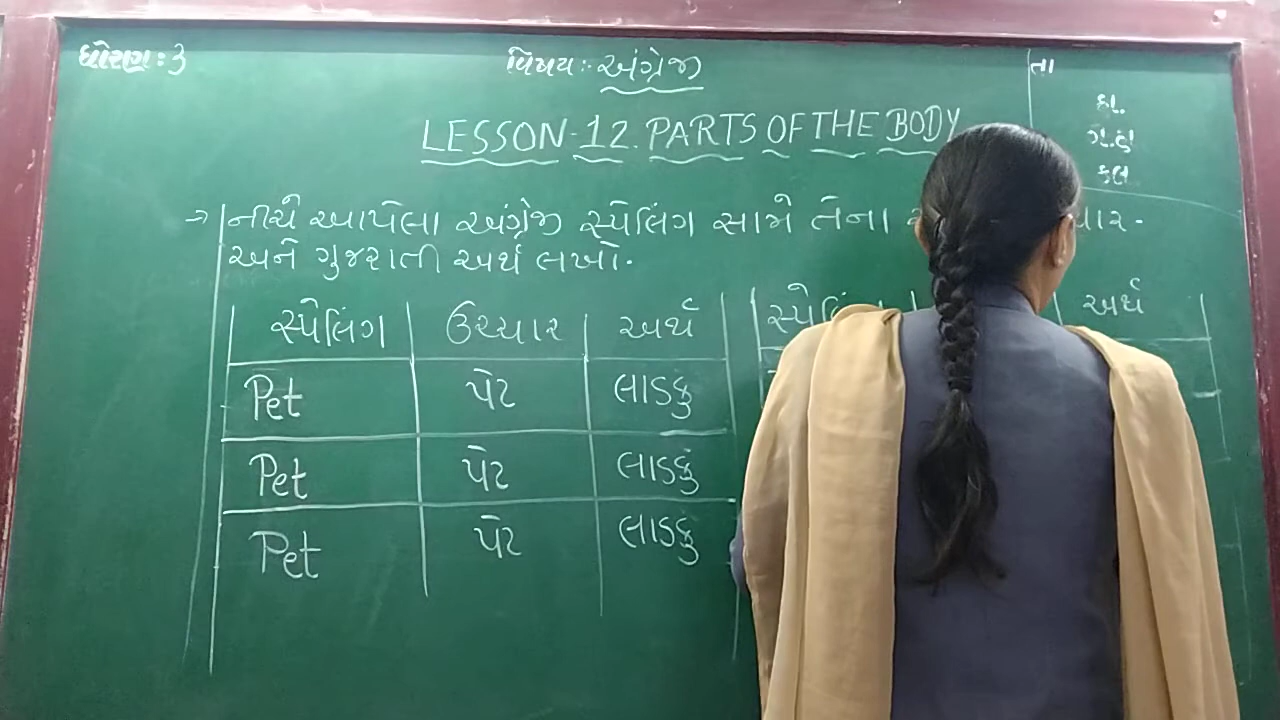 ધોરણ : ૩
વિષય :- અંગ્રેજી
તા
LESSON-12. PARTS OF THE BODY
→ નીચે આપેલા અંગ્રેજી સ્પેલિંગ સામે તેના
અને ગુજરાતી અર્થ લખો.
સ્પેલિંગ ઉચ્ચાર અર્થ અર્થ
Pet પેટ લાડકુ
Pet પેટ લાડકુ
Pet પેટ લાડકુ